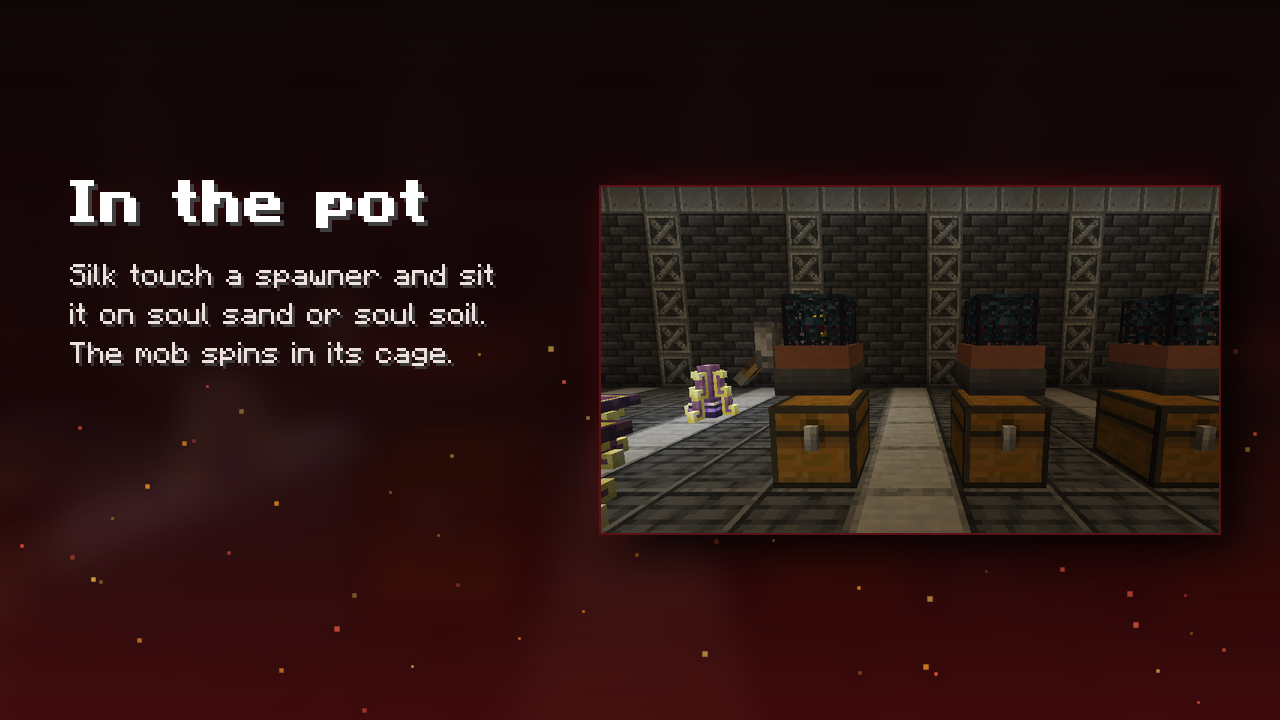 In the pot
Silk touch a spawner and sit
it on soul sand or soul soil.
The mob spins in its cage.